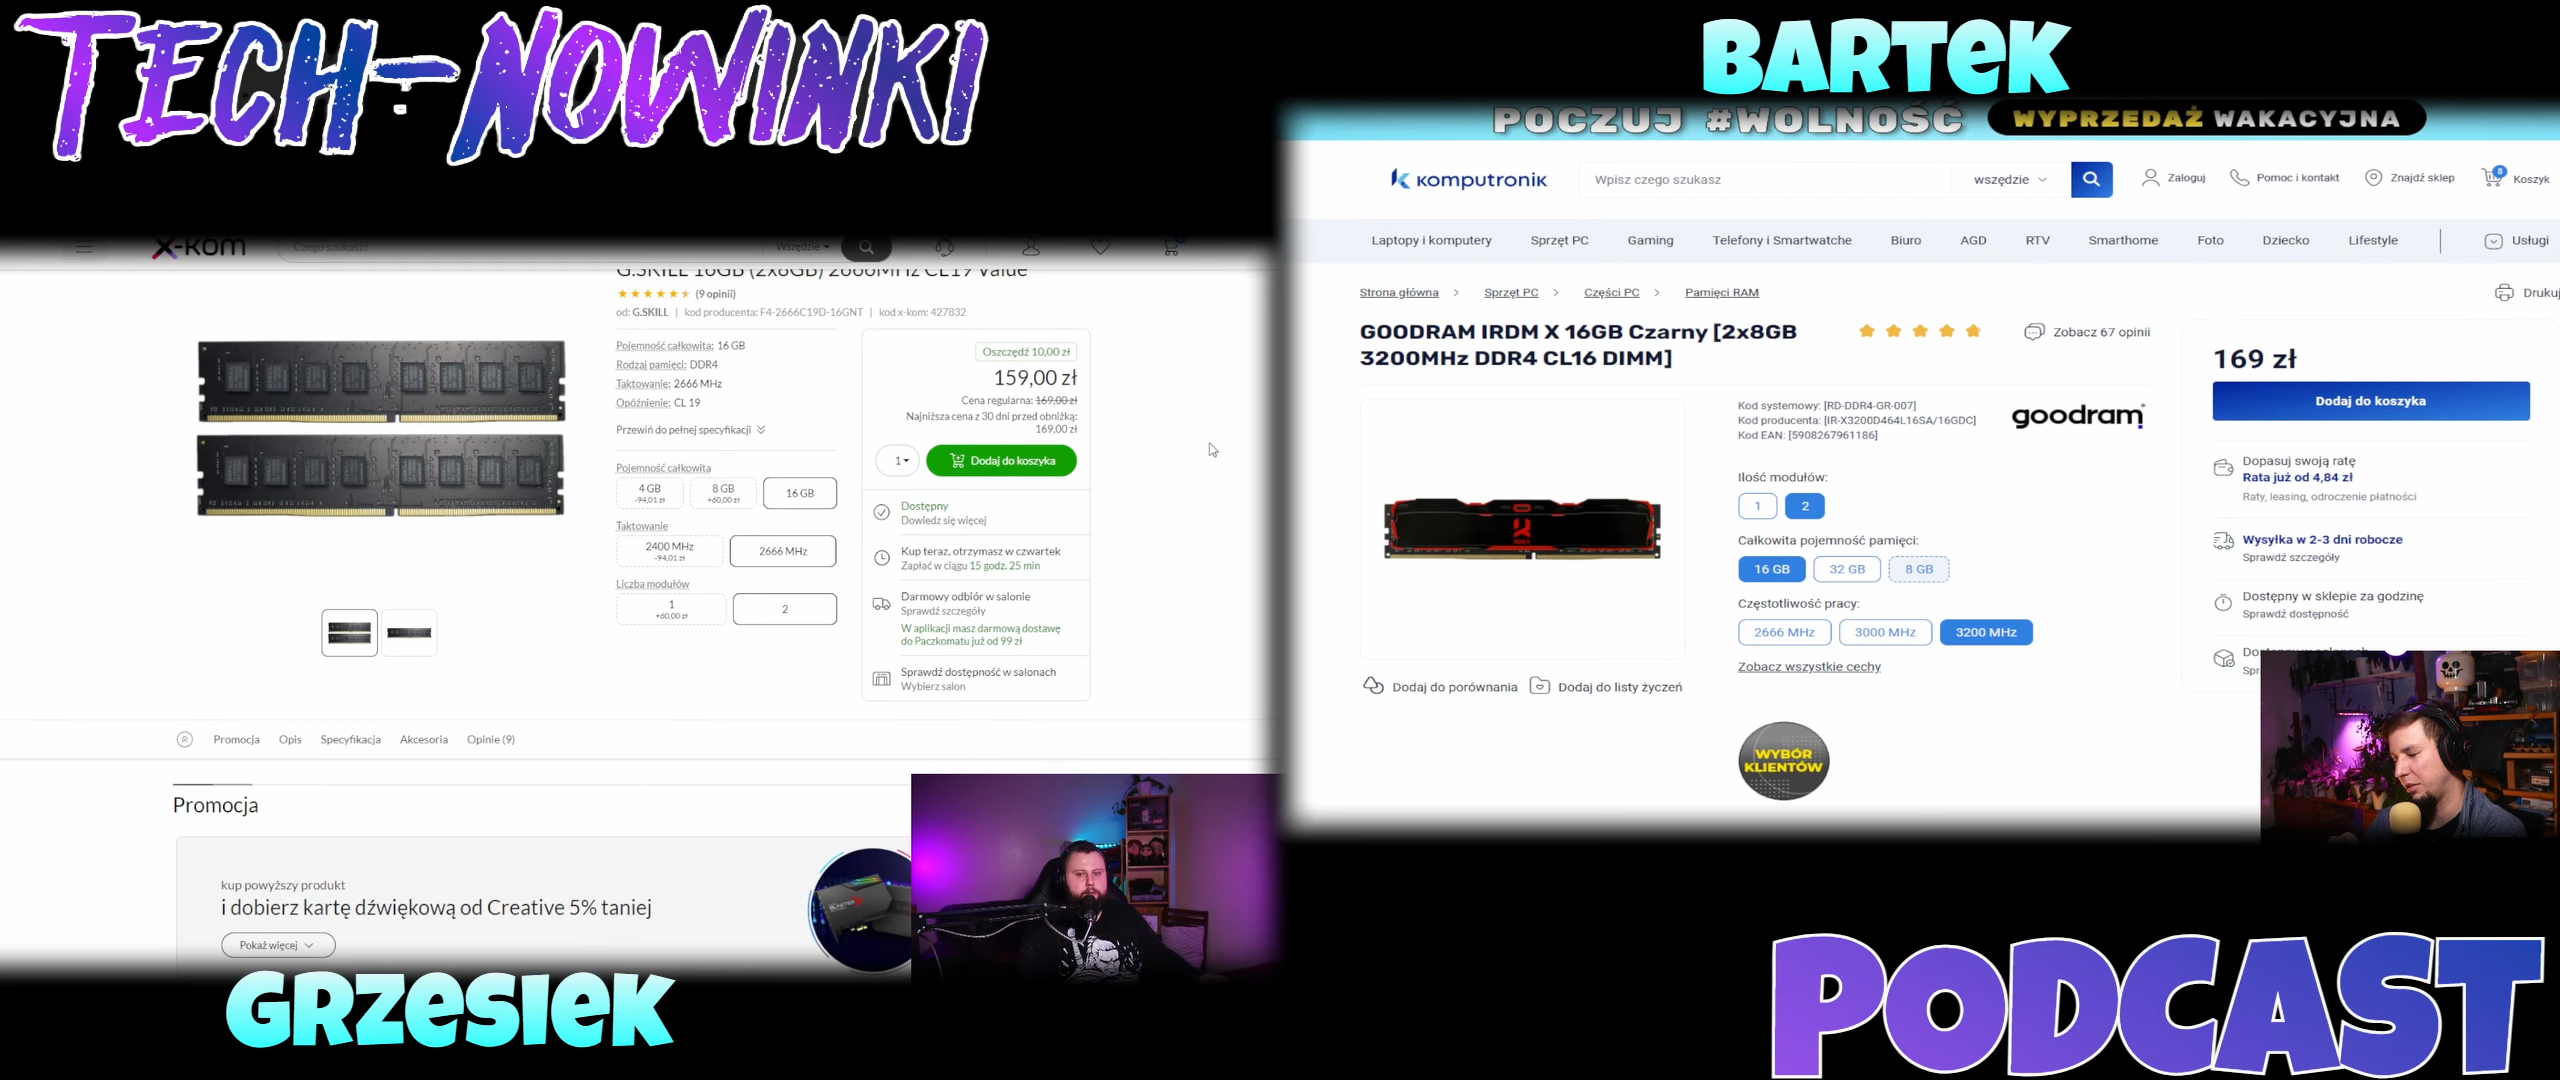 TECH-NOWINKI
BARTEK
POCZUJ #WOLNOŚĆ
WYPRZEDAŻ WAKACYJNA
x-kom
Czego szukasz?
Wszędzie
G.SKILL 16GB (2x8GB) 2666MHz CL19 Value
(9 opinii)
od: G.SKILL | kod producenta: F4-2666C19D-16GNT | kod x-kom: 427832
Pojemność całkowita: 16 GB
Rodzaj pamięci: DDR4
Taktowanie: 2666 MHz
Opóźnienie: CL 19
Przewiń do pełnej specyfikacji
Pojemność całkowita
4 GB
-94,01 zł
8 GB
+60,00 zł
16 GB
Taktowanie
2400 MHz
-94,01 zł
2666 MHz
Liczba modułów
1
+60,00 zł
2
Oszczędź 10,00 zł
159,00 zł
Cena regularna: 169,00 zł
Najniższa cena z 30 dni przed obniżką:
169,00 zł
1
Dodaj do koszyka
Dostępny
Dowiedz się więcej
Kup teraz, otrzymasz w czwartek
Zapłać w ciągu 15 godz. 25 min
Darmowy odbiór w salonie
Sprawdź szczegóły
W aplikacji masz darmową dostawę
do Paczkomatu już od 99 zł
Sprawdź dostępność w salonach
Wybierz salon
Promocja
Opis
Specyfikacja
Akcesoria
Opinie (9)
Promocja
kup powyższy produkt
i dobierz kartę dźwiękową od Creative 5% taniej
Pokaż więcej
GRZESIEK
komputronik
Wpisz czego szukasz
wszędzie
Zaloguj
Pomoc i kontakt
Znajdź sklep
8
Koszyk
Laptopy i komputery
Sprzęt PC
Gaming
Telefony i Smartwatche
Biuro
AGD
RTV
Smarthome
Foto
Dziecko
Lifestyle
Usługi
Strona główna > Sprzęt PC > Części PC > Pamięci RAM
Drukuj
GOODRAM IRDM X 16GB Czarny [2x8GB
3200MHz DDR4 CL16 DIMM]
Zobacz 67 opinii
Kod systemowy: [RD-DDR4-GR-007]
Kod producenta: [IR-X3200D464L16SA/16GDC]
Kod EAN: [5908267961186]
goodram
Ilość modułów:
1
2
Całkowita pojemność pamięci:
16 GB
32 GB
8 GB
Częstotliwość pracy:
2666 MHz
3000 MHz
3200 MHz
Zobacz wszystkie cechy
Dodaj do porównania
Dodaj do listy życzeń
WYBÓR
KLIENTÓW
169 zł
Dodaj do koszyka
Dopasuj swoją ratę
Rata już od 4,84 zł
Raty, leasing, odroczenie płatności
Wysyłka w 2-3 dni robocze
Sprawdź szczegóły
Dostępny w sklepie za godzinę
Sprawdź dostępność
PODCAST